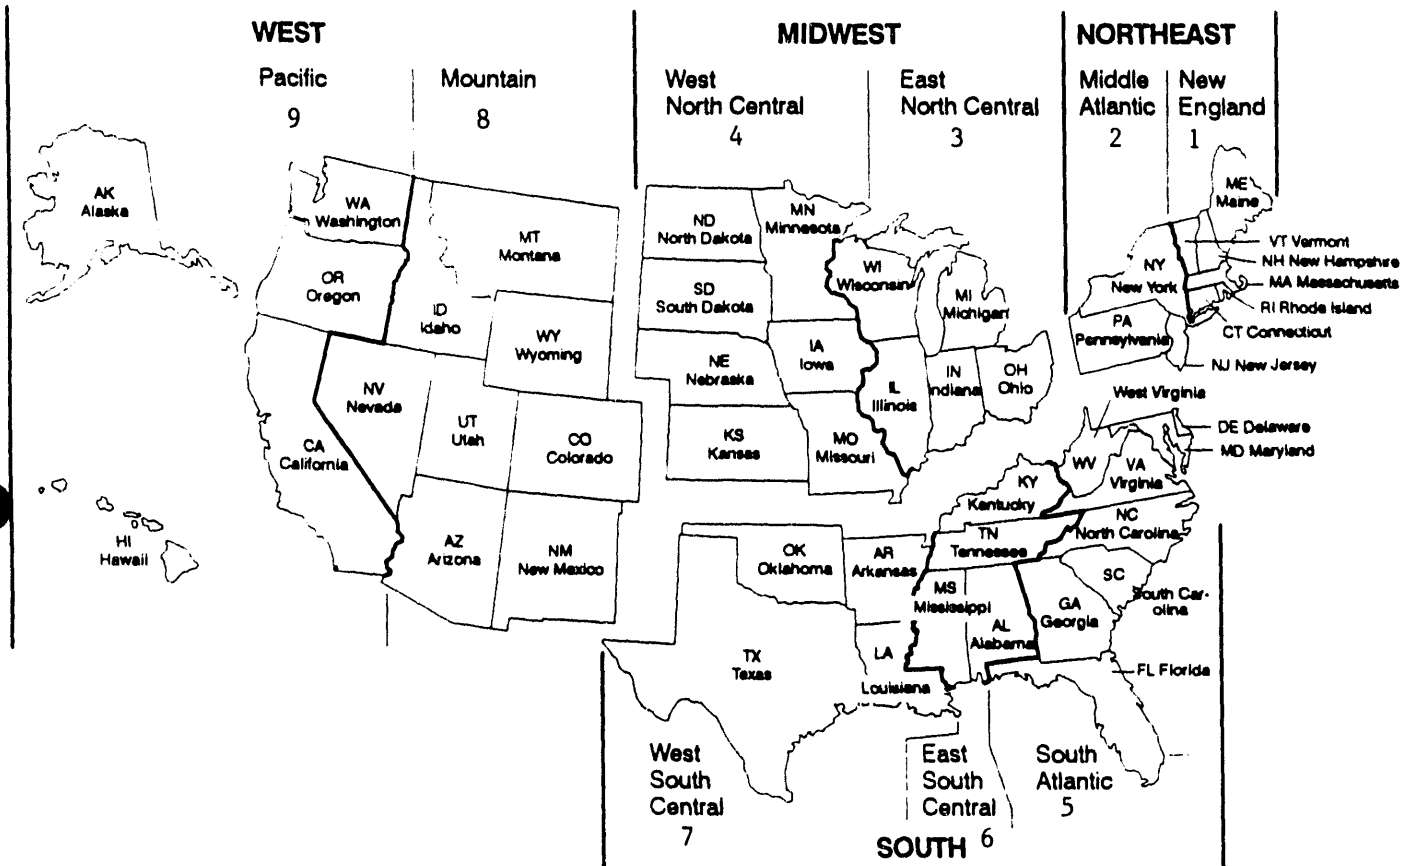 WEST
MIDWEST
NORTHEAST
Pacific
9
Mountain
8
West
North Central
4
East
North Central
3
Middle
Atlantic
2
New
England
1
AK
Alaska
HI
Hawaii
WA
Washington
OR
Oregon
CA
California
MT
Montana
ID
Idaho
WY
Wyoming
NV
Nevada
UT
Utah
CO
Colorado
AZ
Arizona
NM
New Mexico
ND
North Dakota
MN
Minnesota
SD
South Dakota
NE
Nebraska
IA
Iowa
KS
Kansas
MO
Missouri
WI
Wisconsin
MI
Michigan
IL
Illinois
IN
Indiana
OH
Ohio
ME
Maine
VT Vermont
NH New Hampshire
MA Massachusetts
RI Rhode Island
CT Connecticut
NY
New York
PA
Pennsylvania
NJ New Jersey
West Virginia
DE Delaware
MD Maryland
WV
VA
Virginia
KY
Kentucky
NC
North Carolina
TN
Tennessee
SC
South Car-
olina
OK
Oklahoma
AR
Arkansas
MS
Mississippi
AL
Alabama
GA
Georgia
TX
Texas
LA
Louisiana
FL Florida
West
South
Central
7
East
South
Central
6
South
Atlantic
5
SOUTH